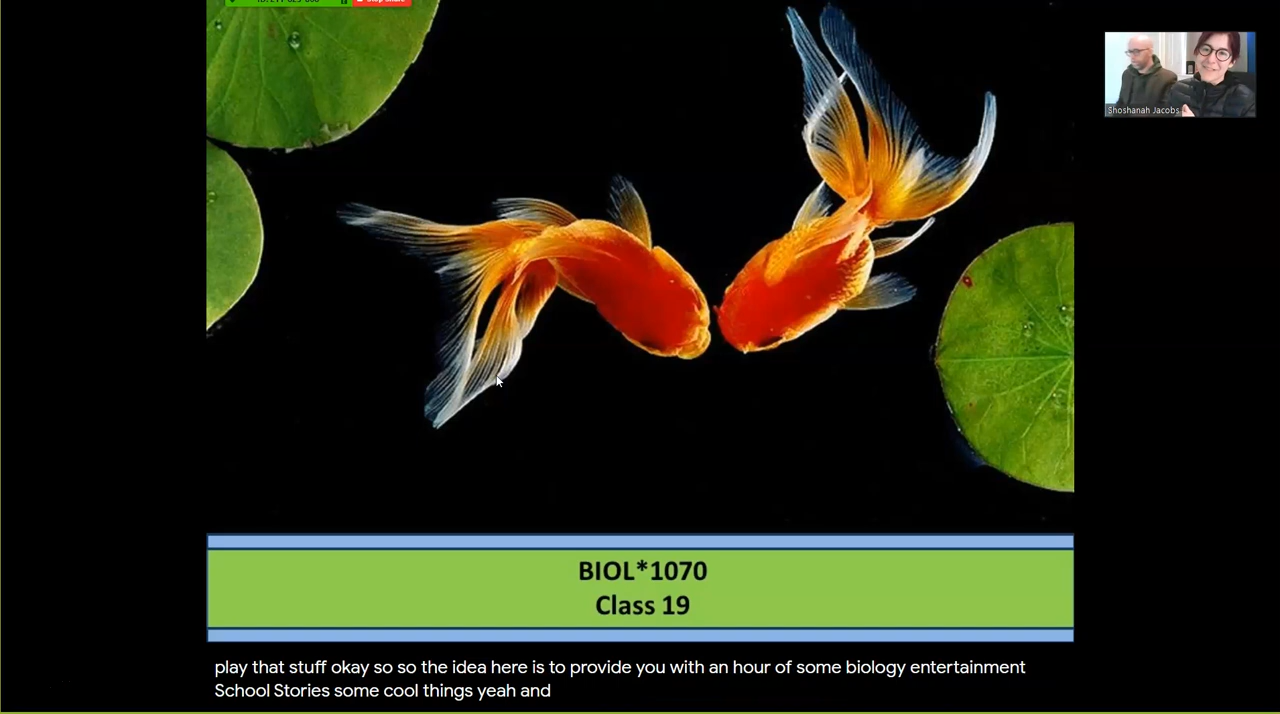 Shoshanah Jacobs
BIOL*1070
Class 19
play that stuff okay so so the idea here is to provide you with an hour of some biology entertainment
School Stories some cool things yeah and